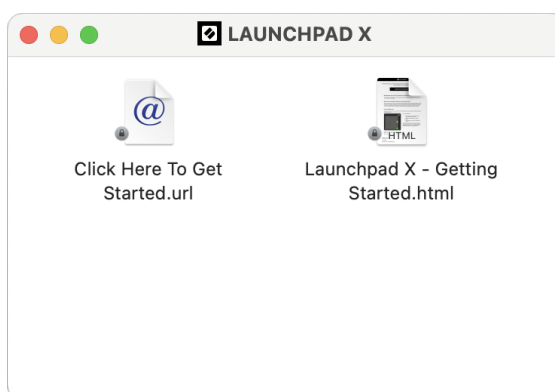 LAUNCHPAD X
@
HTML
Click Here To Get
Started.url
Launchpad X - Getting
Started.html